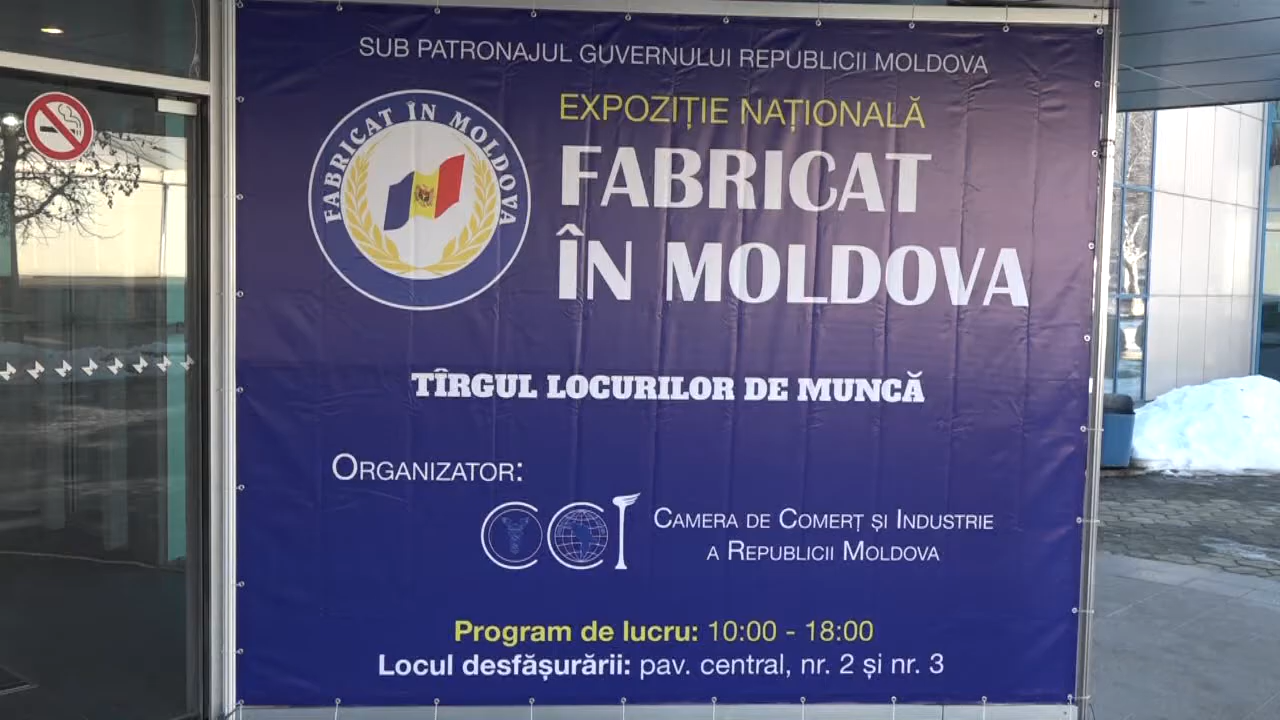 SUB PATRONAJUL GUVERNULUI REPUBLICII MOLDOVA
FABRICAT ÎN MOLDOVA
EXPOZIȚIE NAȚIONALĂ
FABRICAT
ÎN MOLDOVA
TÎRGUL LOCURILOR DE MUNCĂ
ORGANIZATOR:
CCI
CAMERA DE COMERȚ ȘI INDUSTRIE
A REPUBLICII MOLDOVA
Program de lucru: 10:00 - 18:00
Locul desfășurării: pav. central, nr. 2 și nr. 3